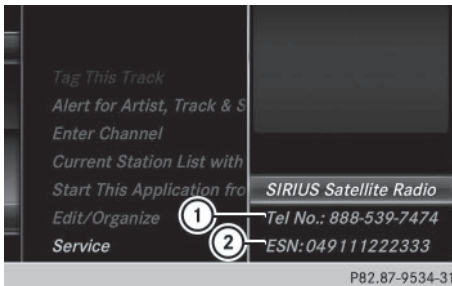 Tag This Track
Alert for Artist, Track & S
Enter Channel
Current Station List with
Start This Application fro
Edit/Organize
Service
SIRIUS Satellite Radio
1
Tel No.: 888-539-7474
2
ESN:049111222333
P82.87-9534-31